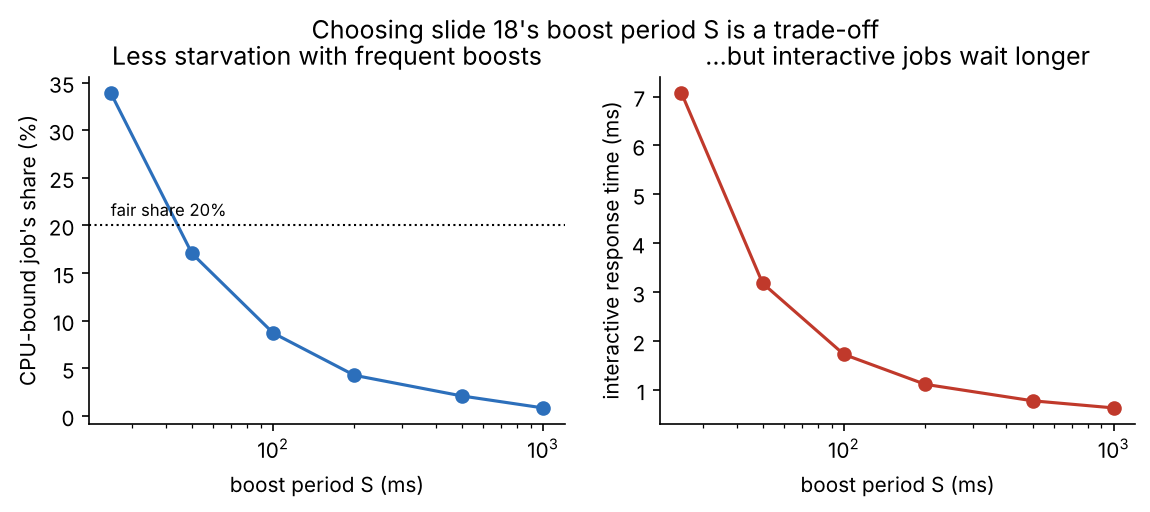 Choosing slide 18's boost period S is a trade-off
Less starvation with frequent boosts
CPU-bound job's share (%)
35
30
25
20
15
10
5
0
fair share 20%
10²
10³
boost period S (ms)
...but interactive jobs wait longer
interactive response time (ms)
7
6
5
4
3
2
1
10²
10³
boost period S (ms)